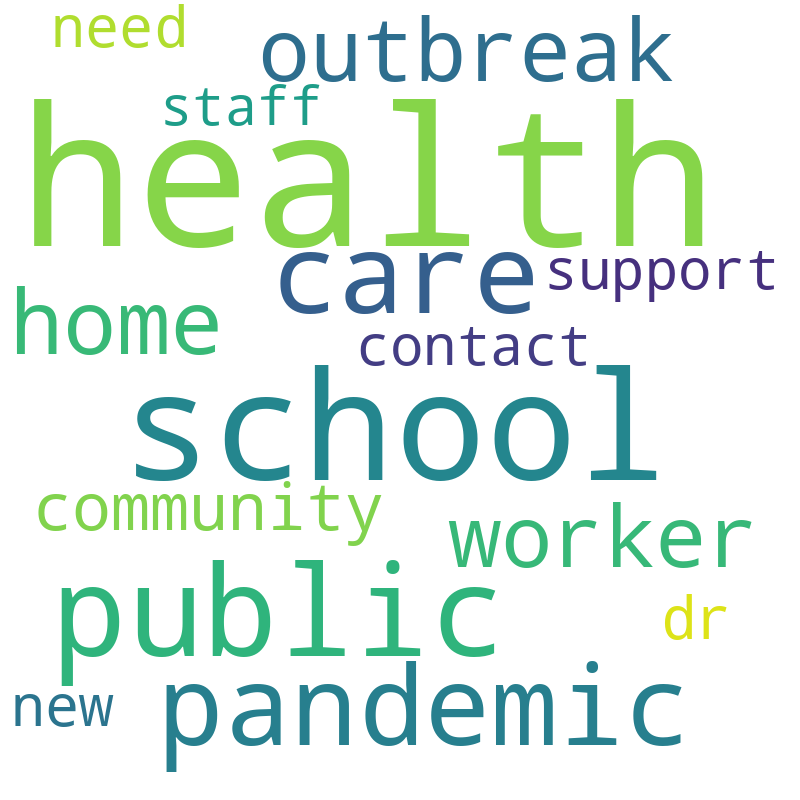 need
outbreak
staff
health
care
support
home
contact
school
community
worker
public
dr
pandemic
new